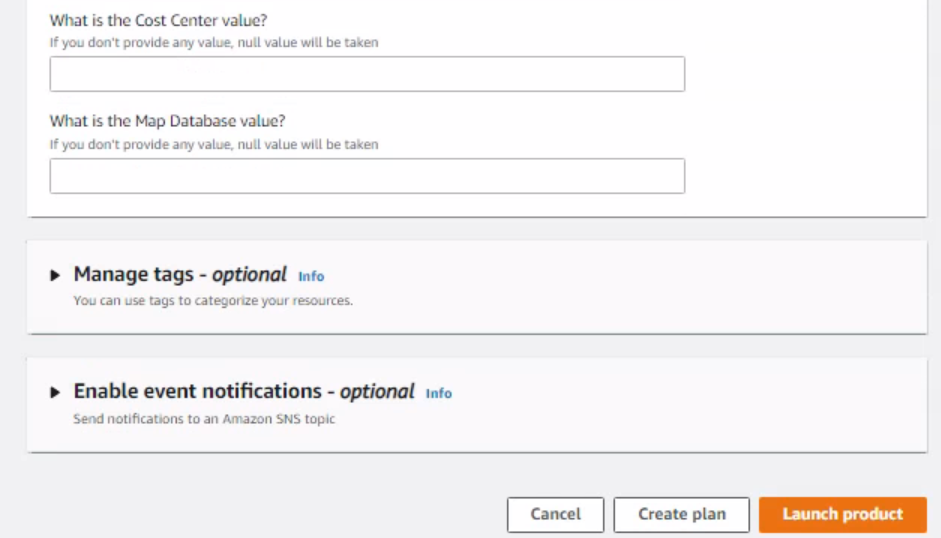 What is the Cost Center value?
If you don't provide any value, null value will be taken
What is the Map Database value?
If you don't provide any value, null value will be taken
Manage tags - optional Info
You can use tags to categorize your resources.
Enable event notifications - optional Info
Send notifications to an Amazon SNS topic
Cancel Create plan Launch product